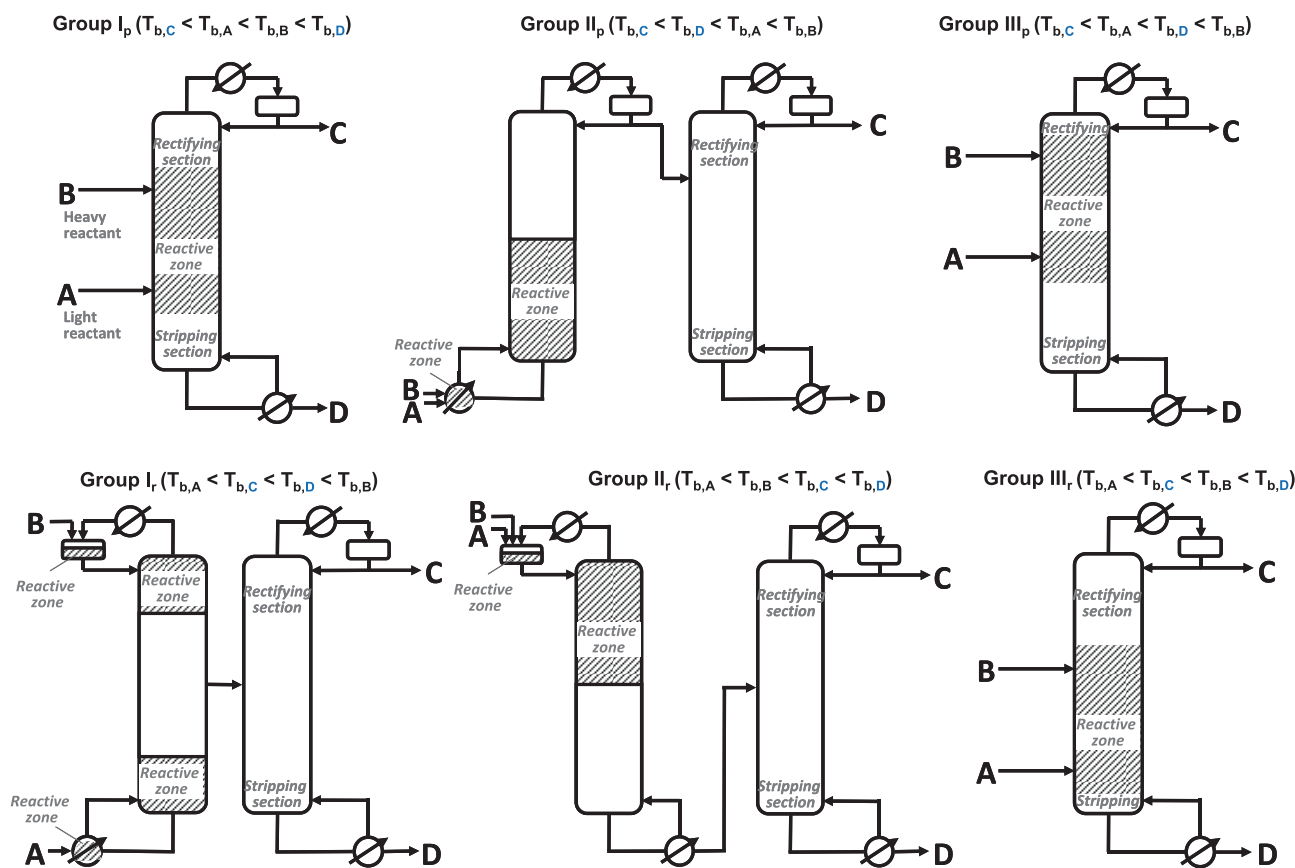 Group Ip (Tb,C < Tb,A < Tb,B < Tb,D)
Rectifying
section
B
Heavy
reactant
Reactive
zone
A
Light
reactant
Stripping
section
C
D
Group IIp (Tb,C < Tb,D < Tb,A < Tb,B)
Reactive
zone
Reactive
zone
B
A
Rectifying
section
Stripping
section
C
D
Group IIIp (Tb,C < Tb,A < Tb,D < Tb,B)
Rectifying
B
Reactive
zone
A
Stripping
section
C
D
Group Ir (Tb,A < Tb,C < Tb,D < Tb,B)
B
Reactive
zone
Reactive
zone
Reactive
zone
Reactive
zone
A
Rectifying
section
Stripping
section
C
D
Group IIr (Tb,A < Tb,B < Tb,C < Tb,D)
B
A
Reactive
zone
Reactive
zone
Rectifying
section
Stripping
section
C
D
Group IIIr (Tb,A < Tb,C < Tb,B < Tb,D)
Rectifying
section
B
Reactive
zone
A
Stripping
C
D